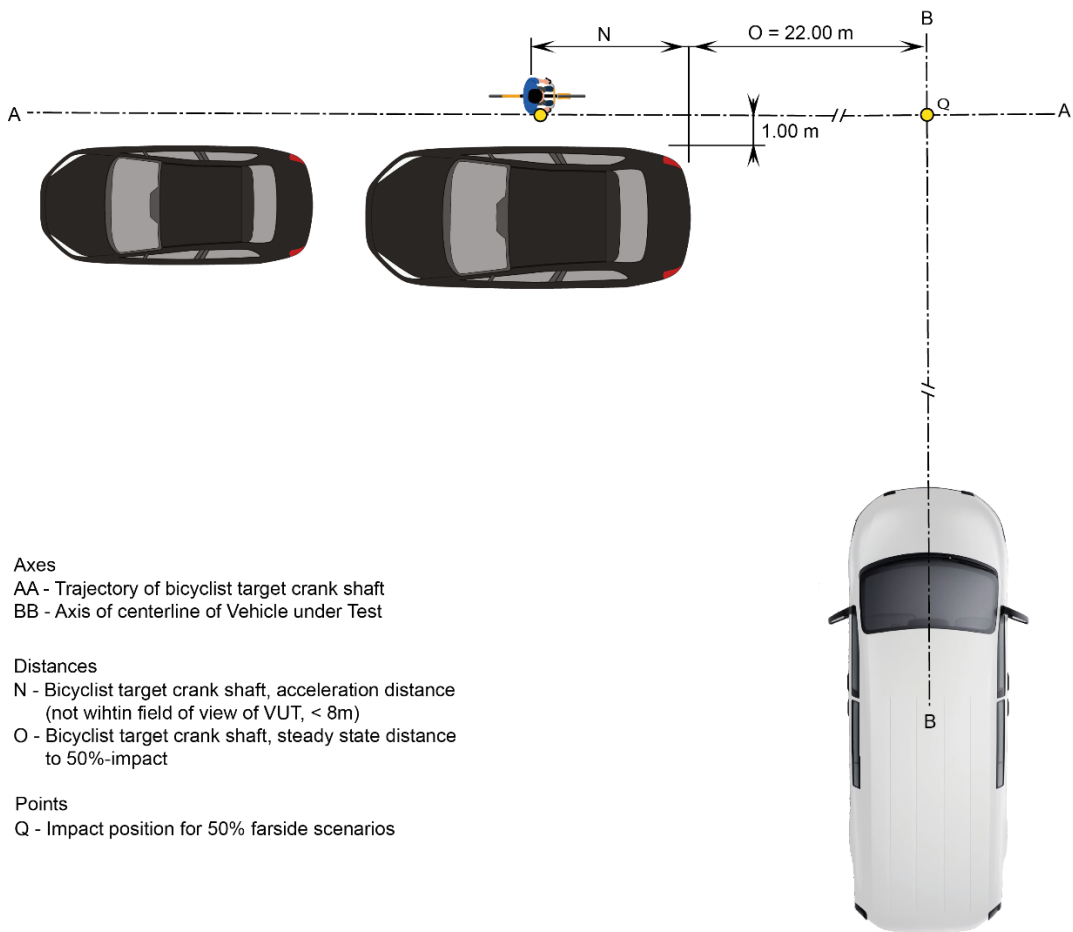 B
N
O = 22.00 m
A
Q
A
1.00 m
Axes
AA - Trajectory of bicyclist target crank shaft
BB - Axis of centerline of Vehicle under Test
Distances
N - Bicyclist target crank shaft, acceleration distance
(not wihtin field of view of VUT, < 8m)
O - Bicyclist target crank shaft, steady state distance
to 50%-impact
B
Points
Q - Impact position for 50% farside scenarios